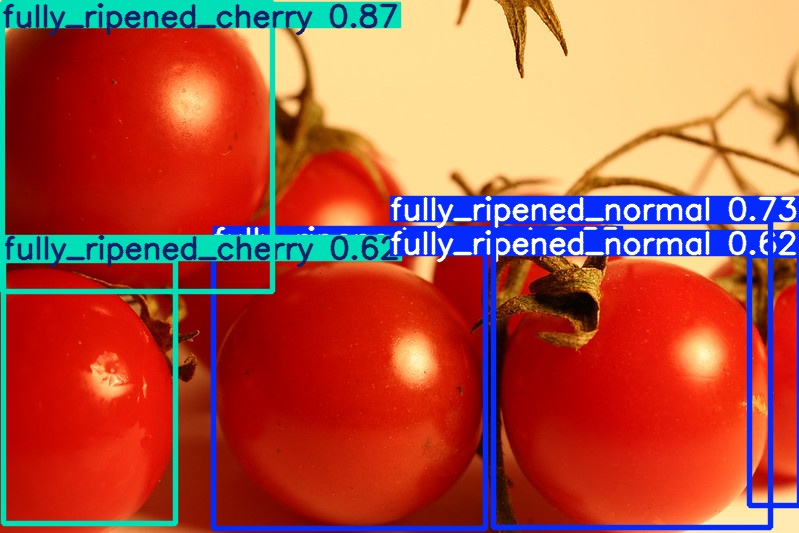 fully_ripened_cherry 0.87
fully_ripened_normal 0.73
fully_ripened_cherry 0.62
fully_ripened_normal 0.62